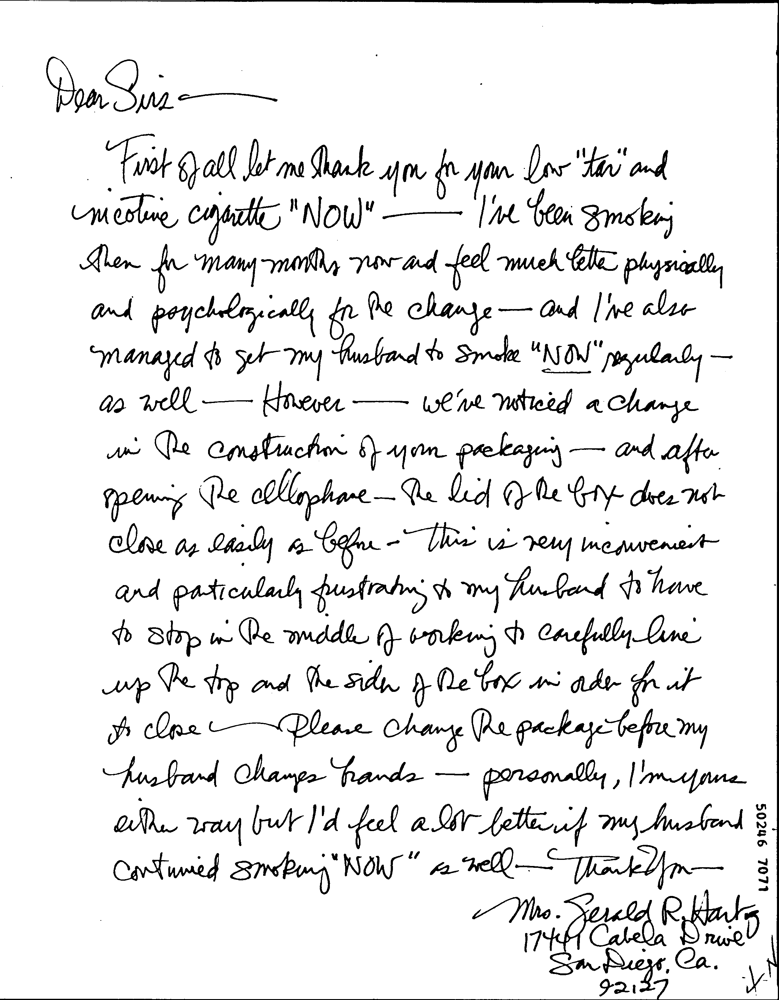 Dear Sirs —
First of all let me thank you for your low "tar" and
nicotine cigarette "NOW" — I've been smoking
them for many months now and feel much better physically
and psychologically for the change — and I've also
managed to get my husband to smoke "NOW" regularly —
as well — However — we've noticed a change
in the construction of your packaging — and after
opening the cellophane — the lid of the box does not
close as easily as before - This is very inconvenient
and paticularly frustrating to my husband to have
to stop in the middle of working to carefully line
up the top and the sides of the box in order for it
to close — Please change the package before my
husband changes brands — personally, I'm yours
either way but I'd feel a lot better if my husband
continued smoking "NOW" as well — Thank You —
Mrs. Gerald R. Hartz
17441 Cabela Drive
San Diego, Ca.
92127
50246 7071